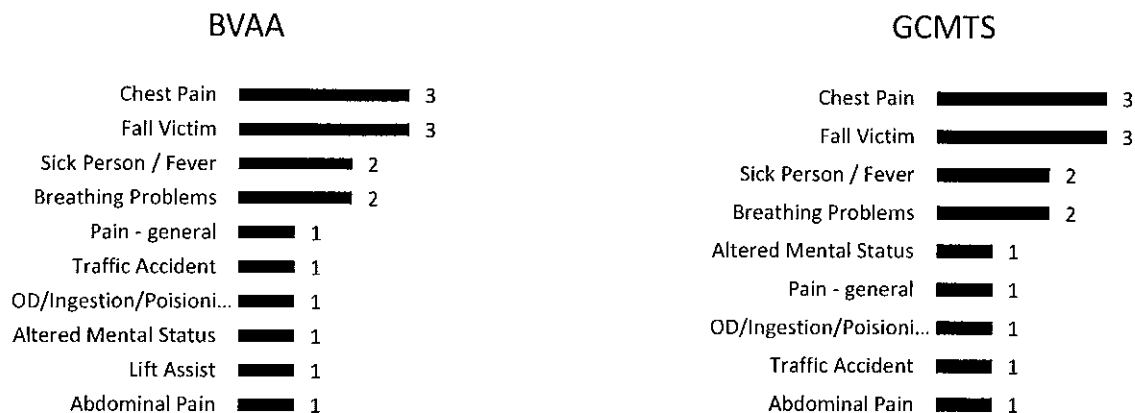 BVAA
Chest Pain 3
Fall Victim 3
Sick Person / Fever 2
Breathing Problems 2
Pain - general 1
Traffic Accident 1
OD/Ingestion/Poisioni... 1
Altered Mental Status 1
Lift Assist 1
Abdominal Pain 1
GCMTS
Chest Pain 3
Fall Victim 3
Sick Person / Fever 2
Breathing Problems 2
Altered Mental Status 1
Pain - general 1
OD/Ingestion/Poisioni... 1
Traffic Accident 1
Abdominal Pain 1